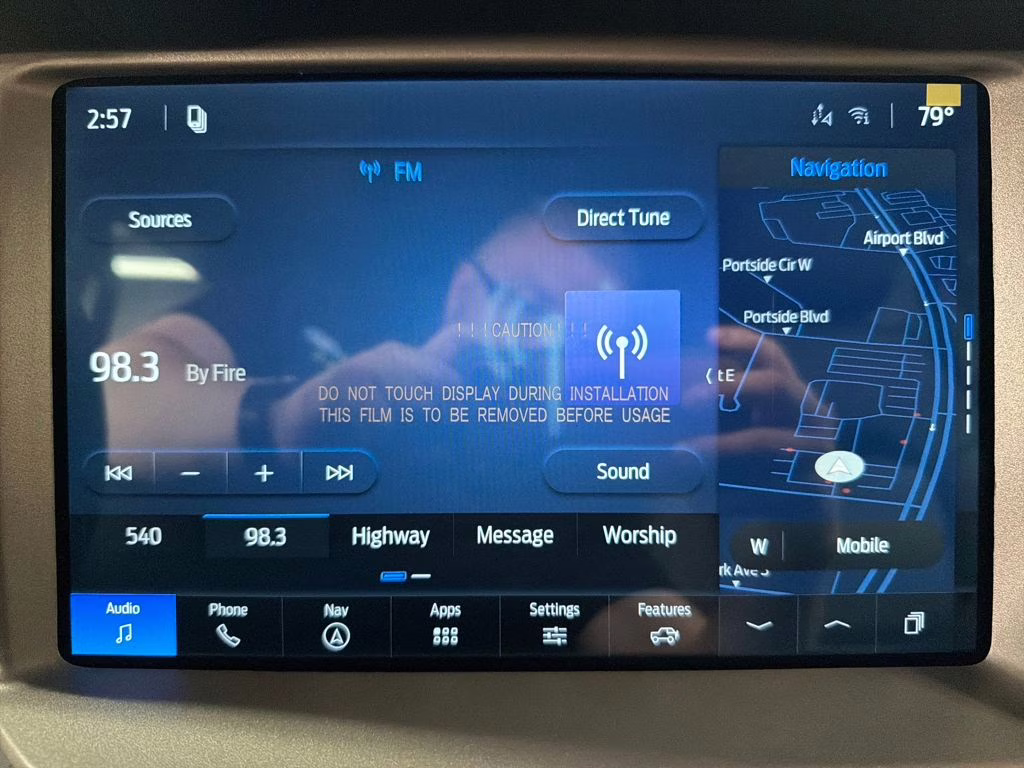 2:57
79°
FM
Navigation
Sources
Direct Tune
Airport Blvd
Portside Cir W
Portside Blvd
! ! ! CAUTION ! ! !
98.3
By Fire
t E
DO NOT TOUCH DISPLAY DURING INSTALLATION
THIS FILM IS TO BE REMOVED BEFORE USAGE
Sound
540
98.3
Highway
Message
Worship
W
Mobile
rk Ave S
Audio
Phone
Nav
Apps
Settings
Features